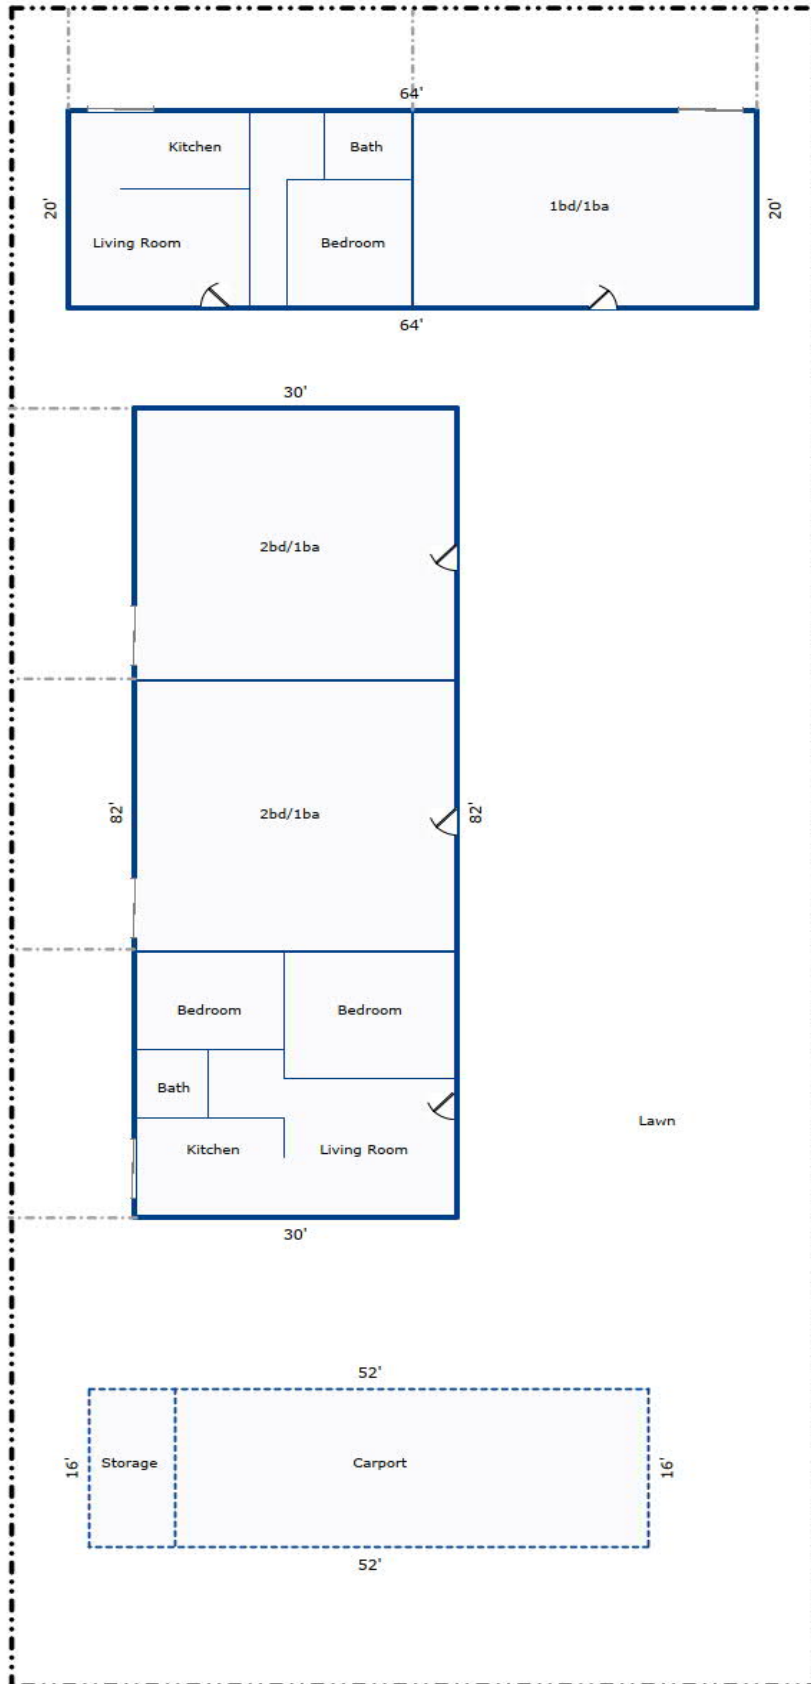 64'
Kitchen
Bath
1bd/1ba
20'
20'
Living Room
Bedroom
64'
30'
2bd/1ba
82'
2bd/1ba
82'
Bedroom
Bedroom
Bath
Lawn
Kitchen
Living Room
30'
52'
16'
Storage
Carport
16'
52'